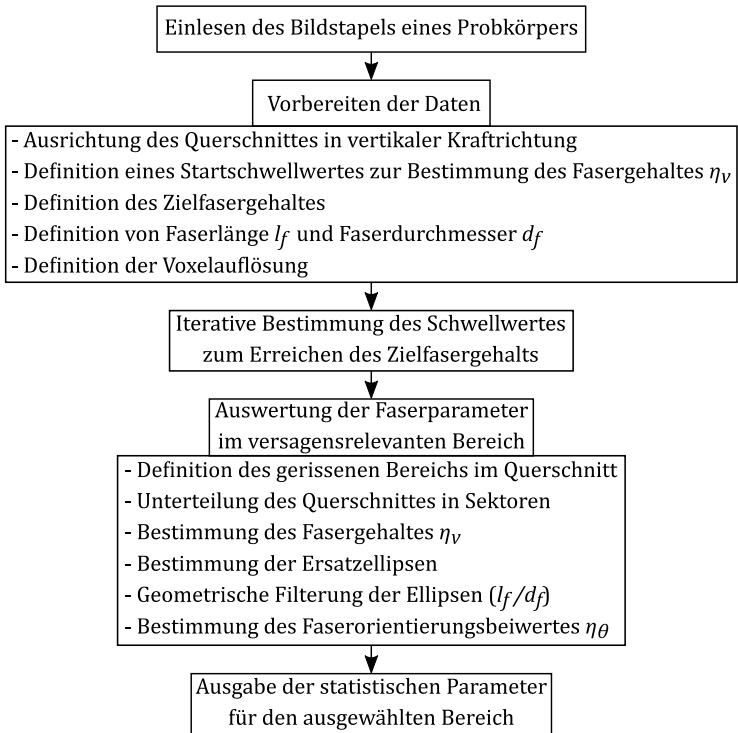 Einlesen des Bildstapels eines Probkörpers
Vorbereiten der Daten
- Ausrichtung des Querschnittes in vertikaler Kraftrichtung
- Definition eines Startschwellwertes zur Bestimmung des Fasergehaltes ηv
- Definition des Zielfasergehaltes
- Definition von Faserlänge lf und Faserdurchmesser df
- Definition der Voxelauflösung
Iterative Bestimmung des Schwellwertes
zum Erreichen des Zielfasergehalts
Auswertung der Faserparameter
im versagensrelevanten Bereich
- Definition des gerissenen Bereichs im Querschnitt
- Unterteilung des Querschnittes in Sektoren
- Bestimmung des Fasergehaltes ηv
- Bestimmung der Ersatzellipsen
- Geometrische Filterung der Ellipsen (lf/df)
- Bestimmung des Faserorientierungsbeiwertes ηθ
Ausgabe der statistischen Parameter
für den ausgewählten Bereich